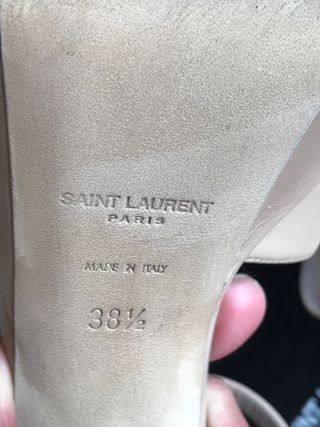 SAINT LAURENT
PARIS
MADE IN ITALY
38½